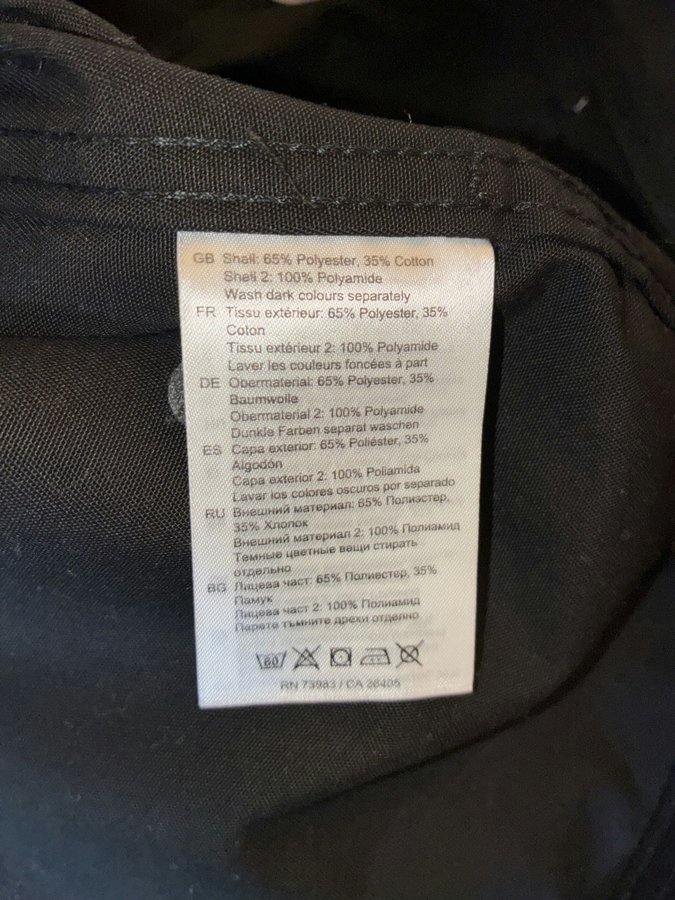 GB Shell: 65% Polyester, 35% Cotton
Shell 2: 100% Polyamide
Wash dark colours separately
FR Tissu extérieur: 65% Polyester, 35%
Coton
Tissu extérieur 2: 100% Polyamide
Laver les couleurs foncées à part
DE Obermaterial: 65% Polyester, 35%
Baumwolle
Obermaterial 2: 100% Polyamide
Dunkle Farben separat waschen
ES Capa exterior: 65% Poliéster, 35%
Algodón
Capa exterior 2: 100% Poliamida
Lavar los colores oscuros por separado
RU Внешний материал: 65% Полиэстер,
35% Хлопок
Внешний материал 2: 100% Полиамид
Темные цветные вещи стирать
отдельно
BG Лицева част: 65% Полиестер, 35%
Памук
Лицева част 2: 100% Полиамид
Парете тъмните дрехи отделно
60
RN 73983 / CA 26405